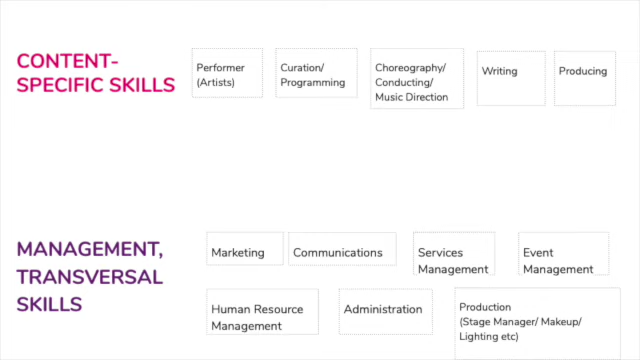 CONTENT-
SPECIFIC SKILLS
Performer
(Artists)
Curation/
Programming
Choreography/
Conducting/
Music Direction
Writing
Producing
MANAGEMENT,
TRANSVERSAL
SKILLS
Marketing
Communications
Services
Management
Event
Management
Human Resource
Management
Administration
Production
(Stage Manager/ Makeup/
Lighting etc)